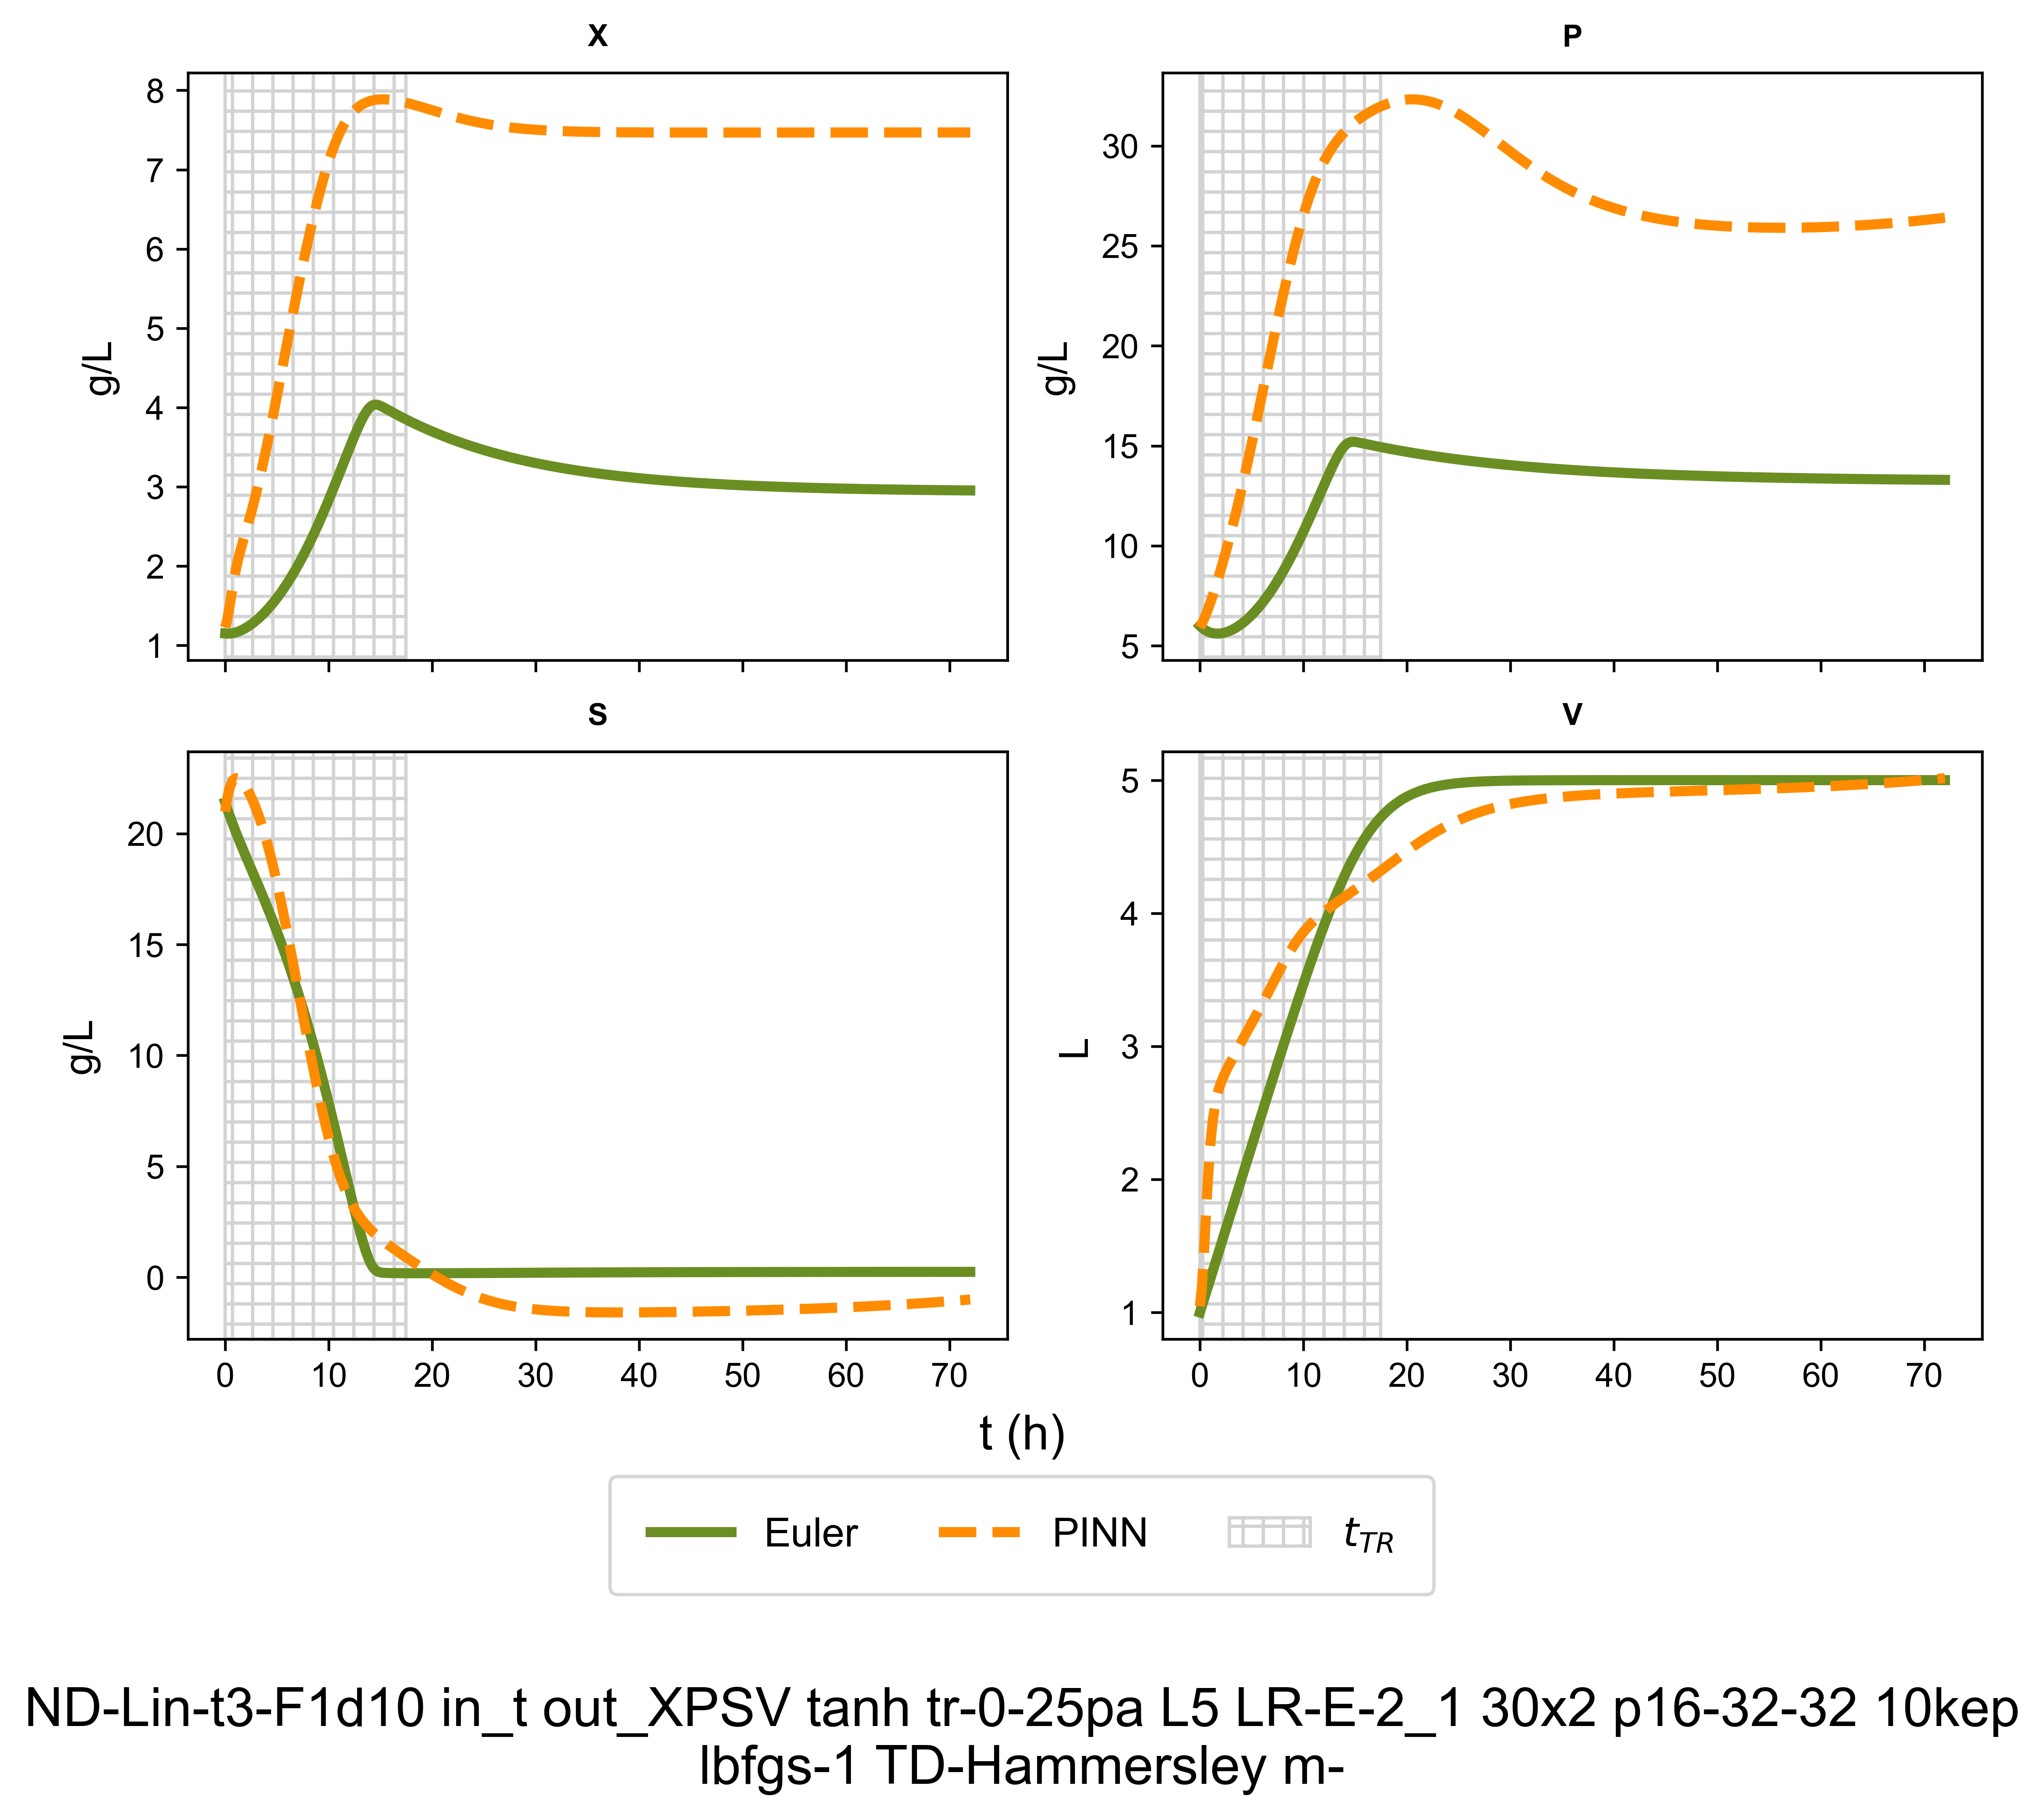 X
P
8
7
6
5
4
3
2
1
g/L
30
25
20
15
10
5
g/L
S
V
20
15
10
5
0
g/L
0 10 20 30 40 50 60 70
5
4
3
2
1
L
0 10 20 30 40 50 60 70
t (h)
Euler PINN t_TR
ND-Lin-t3-F1d10 in_t out_XPSV tanh tr-0-25pa L5 LR-E-2_1 30x2 p16-32-32 10kep
lbfgs-1 TD-Hammersley m-